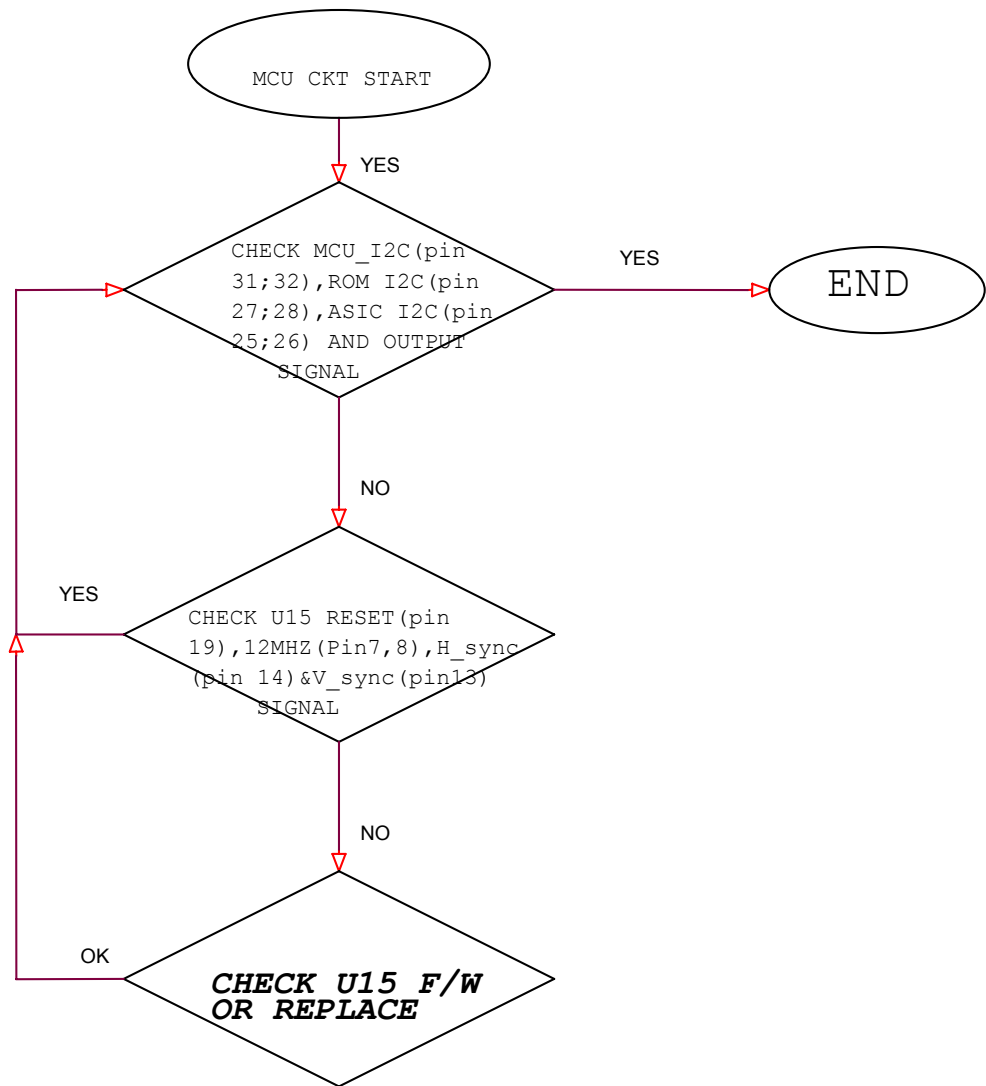 MCU CKT START
YES
CHECK MCU_I2C(pin
31;32),ROM I2C(pin
27;28),ASIC I2C(pin
25;26) AND OUTPUT
SIGNAL
YES
END
NO
YES
CHECK U15 RESET(pin
19),12MHZ(Pin7,8),H_sync
(pin 14)&V_sync(pin13)
SIGNAL
NO
OK
CHECK U15 F/W
OR REPLACE